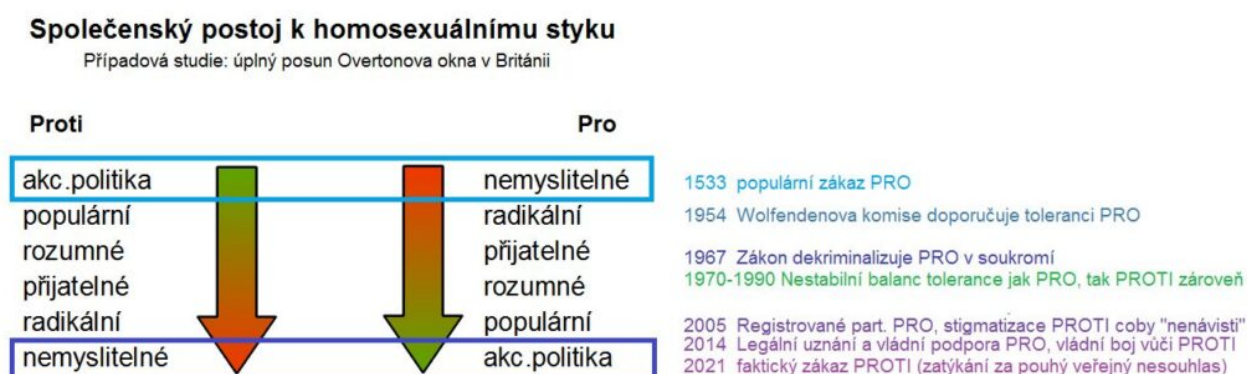 Společenský postoj k homosexuálnímu styku
Případová studie: úplný posun Overtonova okna v Británii
Proti Pro
akc.politika nemyslitelné
populární radikální
rozumné přijatelné
přijatelné rozumné
radikální populární
nemyslitelné akc.politika
1533 populární zákaz PRO
1954 Wolfendenova komise doporučuje toleranci PRO
1967 Zákon dekriminalizuje PRO v soukromí
1970-1990 Nestabilní balanc tolerance jak PRO, tak PROTI zároveň
2005 Registrované part. PRO, stigmatizace PROTI coby "nenávisti"
2014 Legální uznání a vládní podpora PRO, vládní boj vůči PROTI
2021 faktický zákaz PROTI (zatýkání za pouhý veřejný nesouhlas)